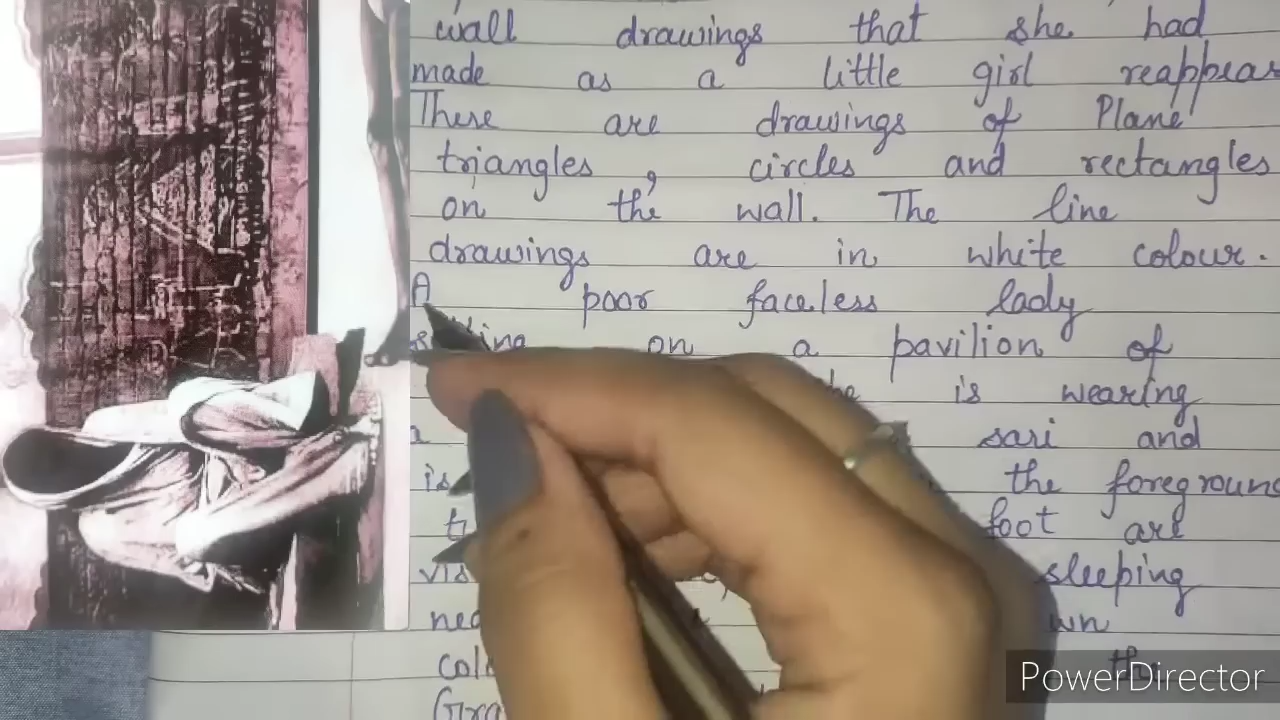 wall drawings that she had
made as a little girl reappear
There are drawings of Plane
triangles, circles and rectangles
on the wall. The line
drawings are in white colour.
A poor faceless lady
on a pavilion of
is wearing
a sari and
is the foreground
foot are
sleeping
the
PowerDirector